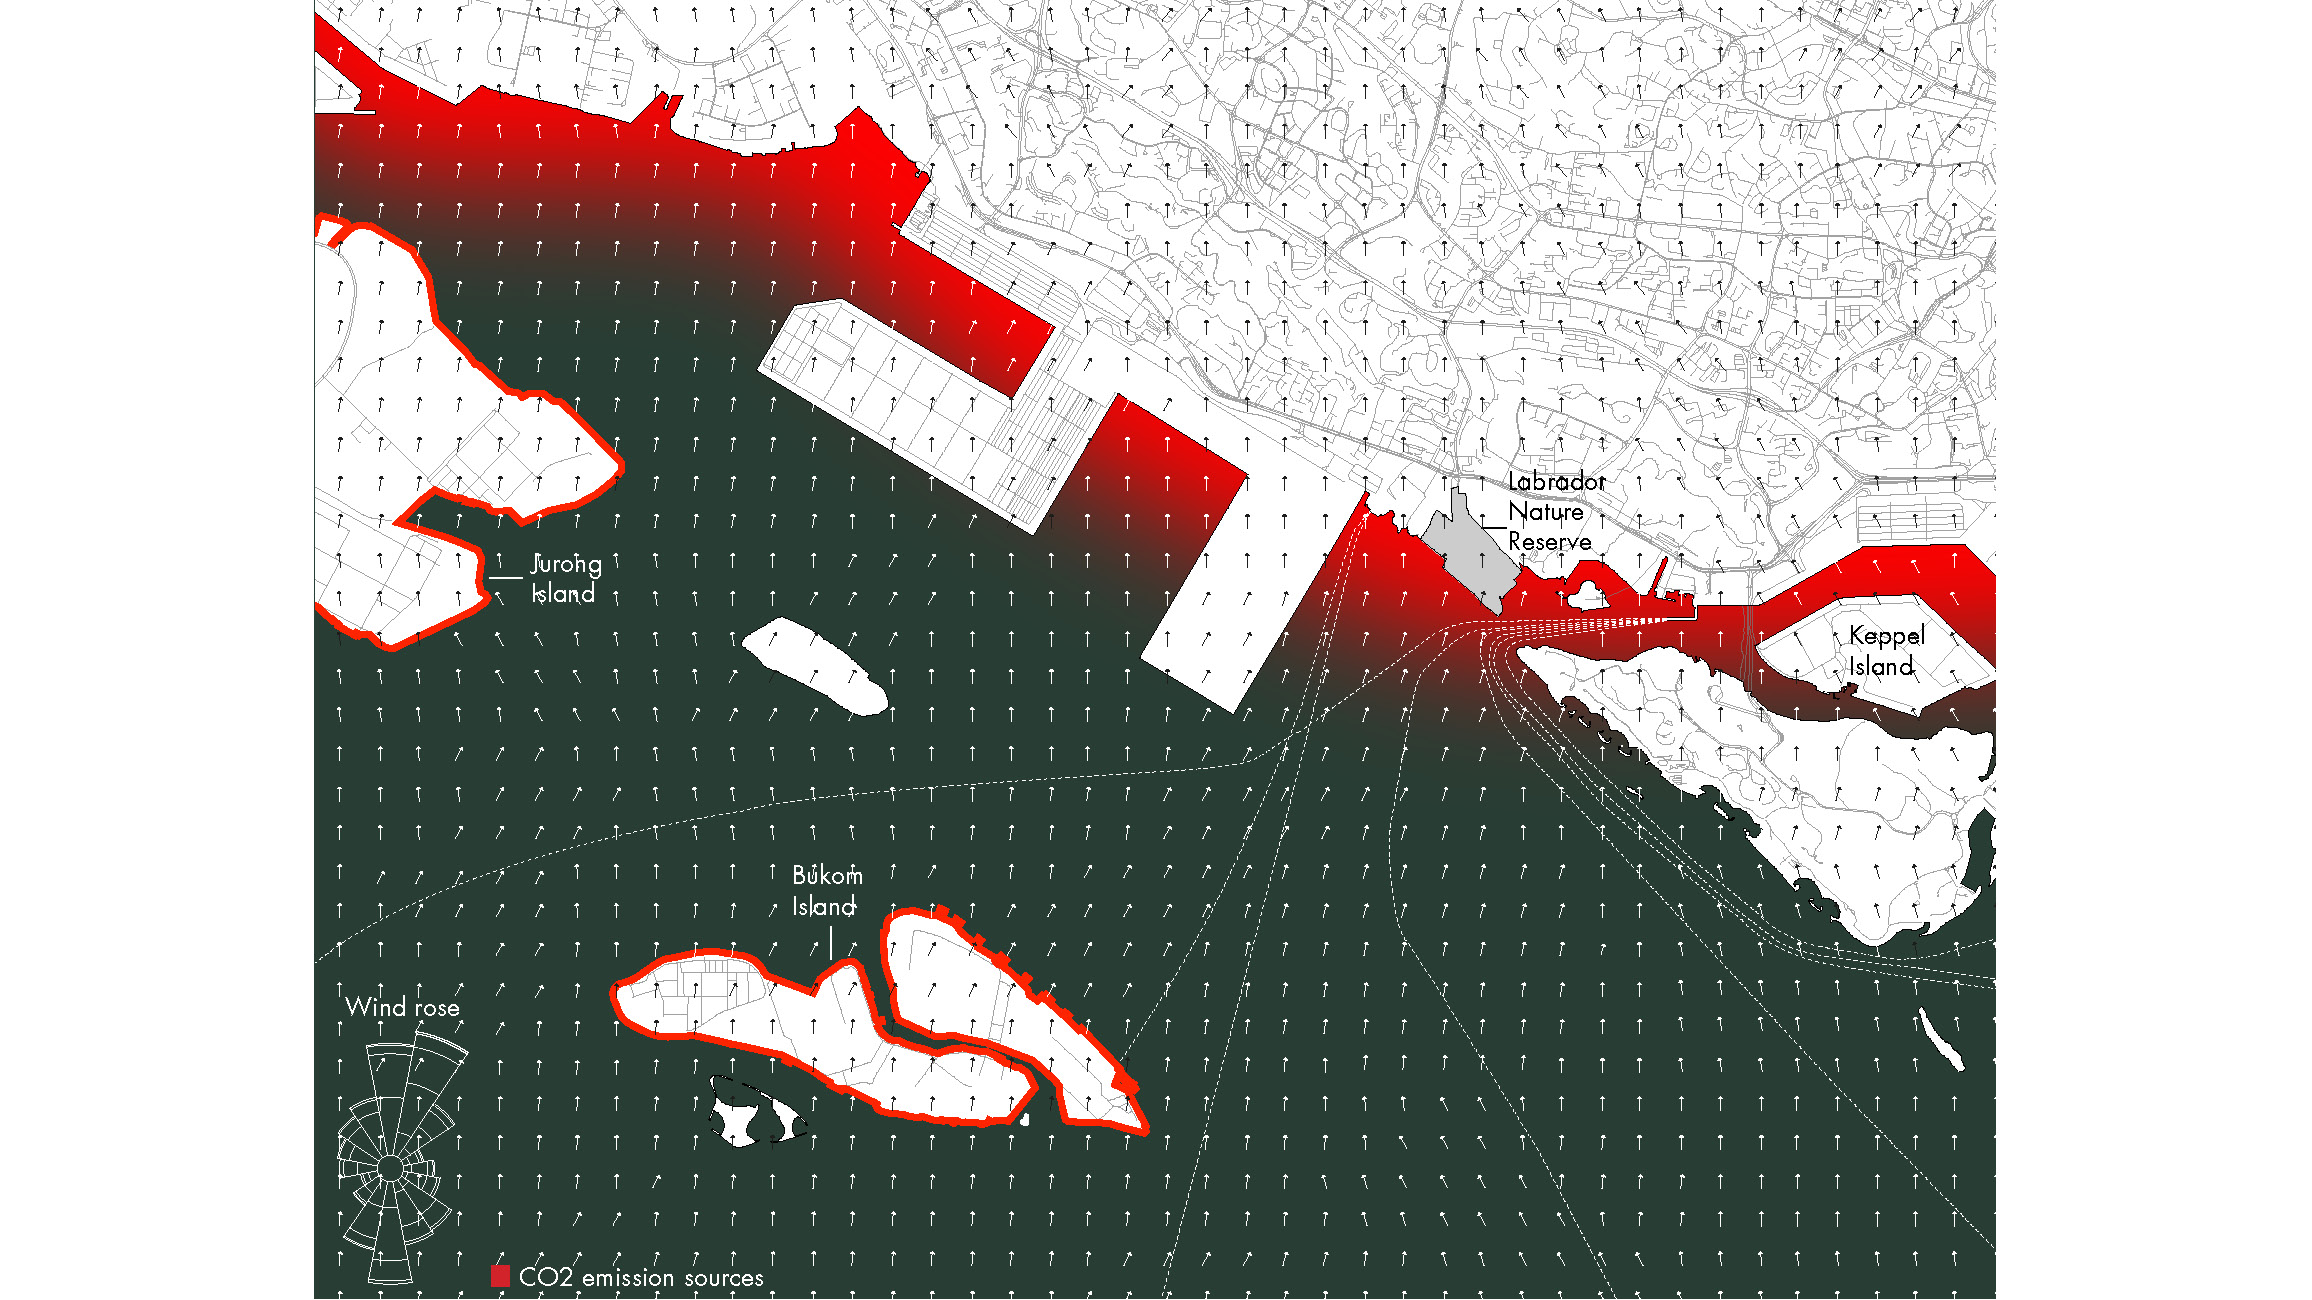 Labrador
Nature
Reserve
Jurong
Island
Keppel
Island
Bukom
Island
Wind rose
CO2 emission sources